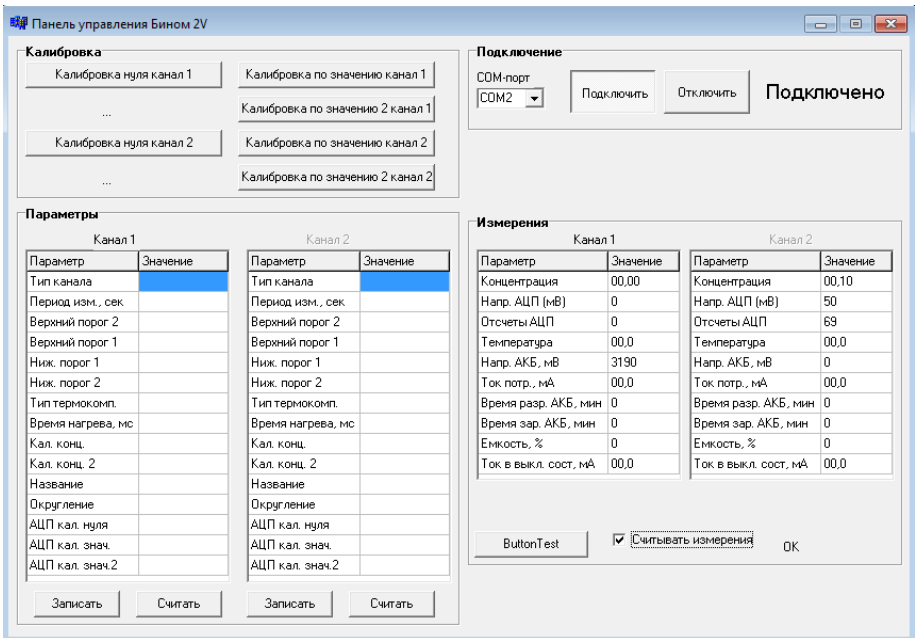 Панель управления Бином 2V
Калибровка
Калибровка нуля канал 1
Калибровка по значению канал 1
...
Калибровка по значению 2 канал 1
Калибровка нуля канал 2
Калибровка по значению канал 2
...
Калибровка по значению 2 канал 2
Подключение
COM-порт
COM2
Подключить
Отключить
Подключено
Параметры
Канал 1
Параметр Значение
Тип канала
Период изм., сек
Верхний порог 2
Верхний порог 1
Ниж. порог 1
Ниж. порог 2
Тип термокомп.
Время нагрева, мс
Кал. конц.
Кал. конц. 2
Название
Округление
АЦП кал. нуля
АЦП кал. знач.
АЦП кал. знач.2
Записать Считать
Канал 2
Параметр Значение
Тип канала
Период изм., сек
Верхний порог 2
Верхний порог 1
Ниж. порог 1
Ниж. порог 2
Тип термокомп.
Время нагрева, мс
Кал. конц.
Кал. конц. 2
Название
Округление
АЦП кал. нуля
АЦП кал. знач.
АЦП кал. знач.2
Записать Считать
Измерения
Канал 1
Параметр Значение
Концентрация 00,00
Напр. АЦП (мВ) 0
Отсчеты АЦП 0
Температура 00,0
Напр. АКБ, мВ 3190
Ток потр., мА 00,0
Время разр. АКБ, мин 0
Время зар. АКБ, мин 0
Емкость, % 0
Ток в выкл. сост, мА 00,0
Канал 2
Параметр Значение
Концентрация 00,10
Напр. АЦП (мВ) 50
Отсчеты АЦП 69
Температура 00,0
Напр. АКБ, мВ 0
Ток потр., мА 00,0
Время разр. АКБ, мин 0
Время зар. АКБ, мин 0
Емкость, % 0
Ток в выкл. сост, мА 00,0
ButtonTest
Считывать измерения
OK